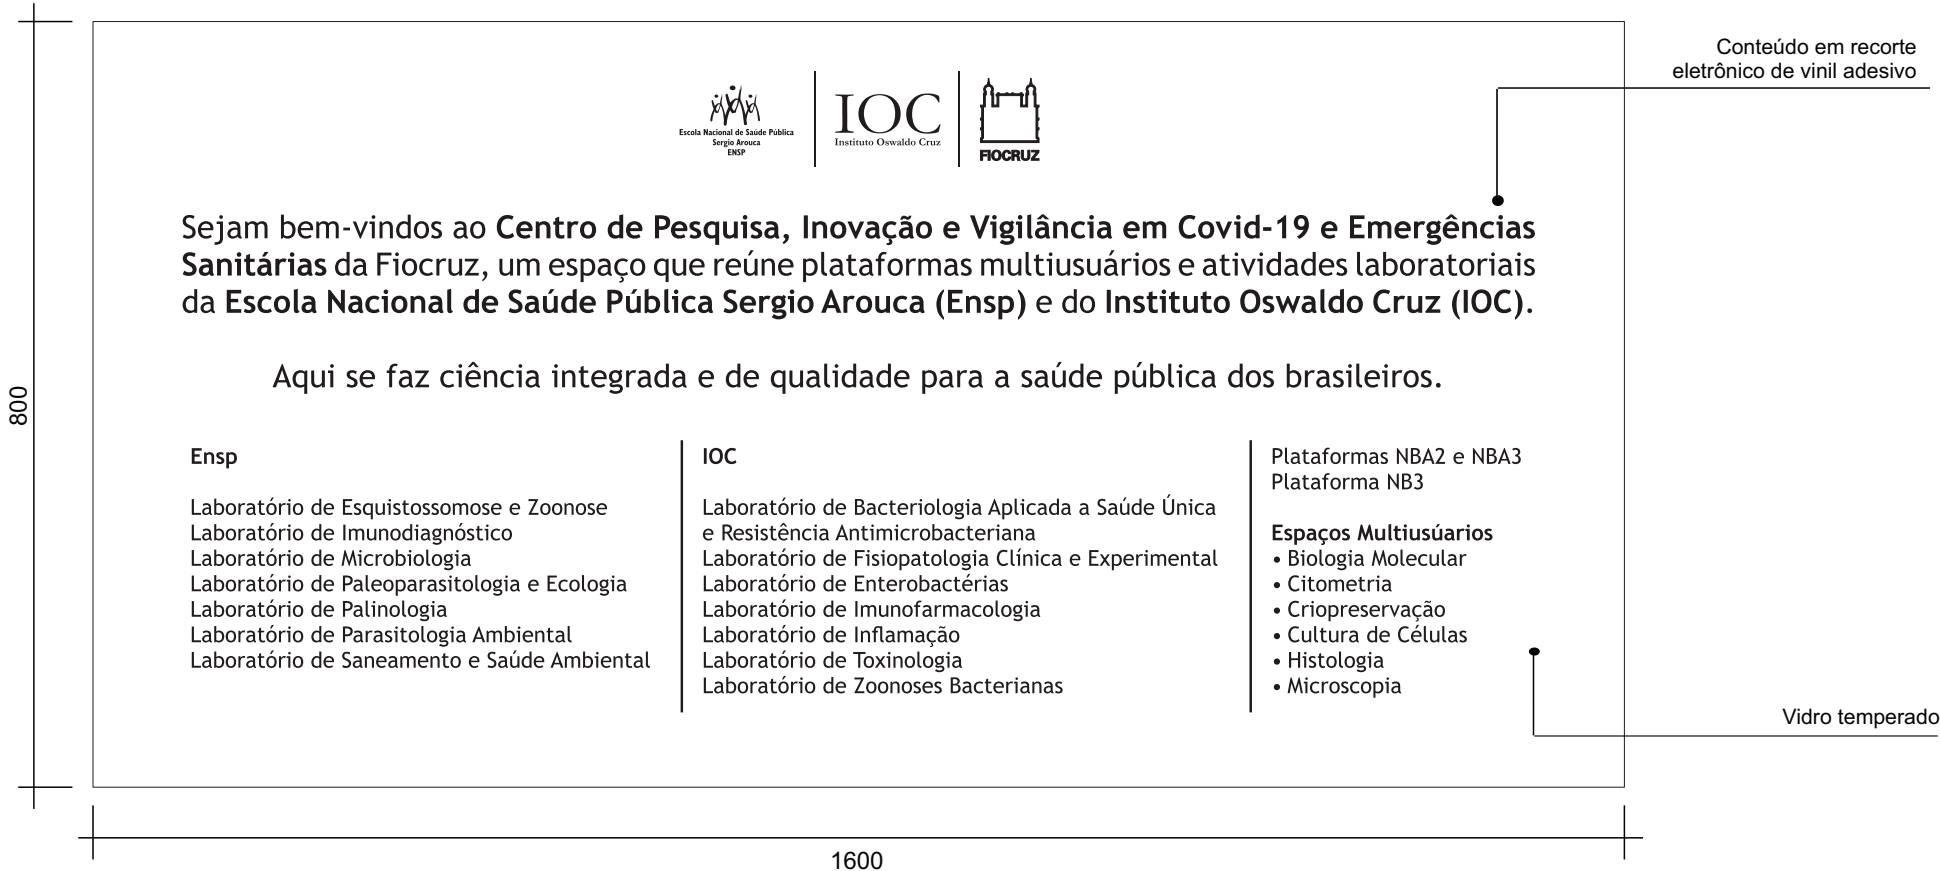 Conteúdo em recorte
eletrônico de vinil adesivo
Escola Nacional de Saúde Pública
Sergio Arouca
ENSP
IOC
Instituto Oswaldo Cruz
FIOCRUZ
Sejam bem-vindos ao Centro de Pesquisa, Inovação e Vigilância em Covid-19 e Emergências
Sanitárias da Fiocruz, um espaço que reúne plataformas multiusuários e atividades laboratoriais
da Escola Nacional de Saúde Pública Sergio Arouca (Ensp) e do Instituto Oswaldo Cruz (IOC).
Aqui se faz ciência integrada e de qualidade para a saúde pública dos brasileiros.
800
Ensp
Laboratório de Esquistossomose e Zoonose
Laboratório de Imunodiagnóstico
Laboratório de Microbiologia
Laboratório de Paleoparasitologia e Ecologia
Laboratório de Palinologia
Laboratório de Parasitologia Ambiental
Laboratório de Saneamento e Saúde Ambiental
IOC
Laboratório de Bacteriologia Aplicada a Saúde Única
e Resistência Antimicrobacteriana
Laboratório de Fisiopatologia Clínica e Experimental
Laboratório de Enterobactérias
Laboratório de Imunofarmacologia
Laboratório de Inflamação
Laboratório de Toxinologia
Laboratório de Zoonoses Bacterianas
Plataformas NBA2 e NBA3
Plataforma NB3
Espaços Multiusúarios
• Biologia Molecular
• Citometria
• Criopreservação
• Cultura de Células
• Histologia
• Microscopia
Vidro temperado
1600